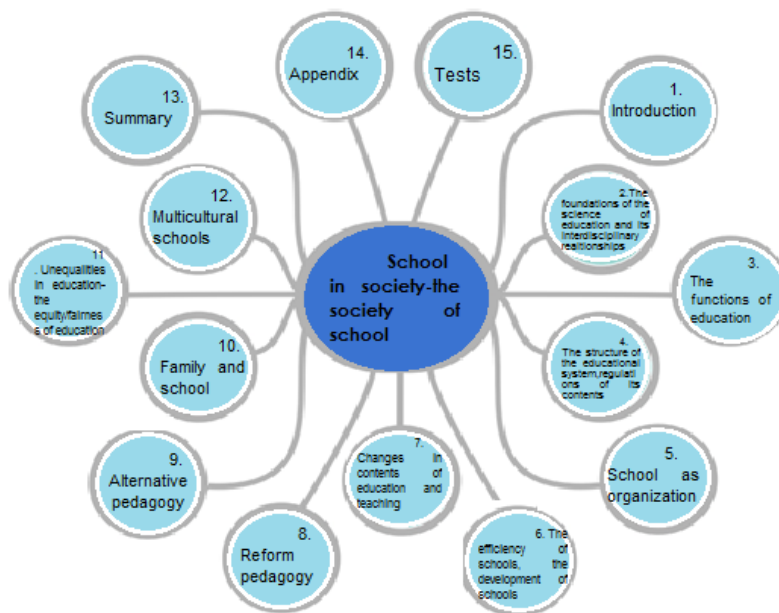 School
in society-the
society of
school
1.
Introduction
2.The
foundations of the
science of
education and its
interdisciplinary
realtionships
3.
The
functions of
education
4.
The structure of
the educational
system,regulati
ons of its
contents
5.
School as
organization
6. The
efficiency of
schools, the
development of
schools
7.
Changes in
contents of
education and
teaching
8.
Reform
pedagogy
9.
Alternative
pedagogy
10.
Family and
school
11
. Unequalities
in education-
the
equity/fairnes
s of education
12.
Multicultural
schools
13.
Summary
14.
Appendix
15.
Tests